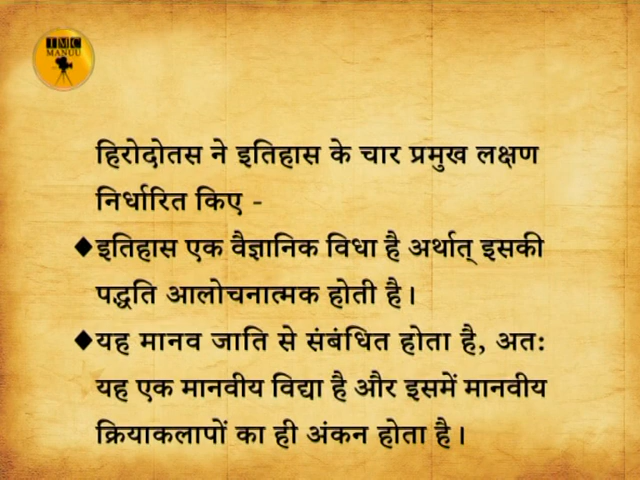 IMC
MANUU
हिरोदोतस ने इतिहास के चार प्रमुख लक्षण
निर्धारित किए -
◆इतिहास एक वैज्ञानिक विधा है अर्थात् इसकी
पद्धति आलोचनात्मक होती है।
◆यह मानव जाति से संबंधित होता है, अत:
यह एक मानवीय विद्या है और इसमें मानवीय
क्रियाकलापों का ही अंकन होता है।